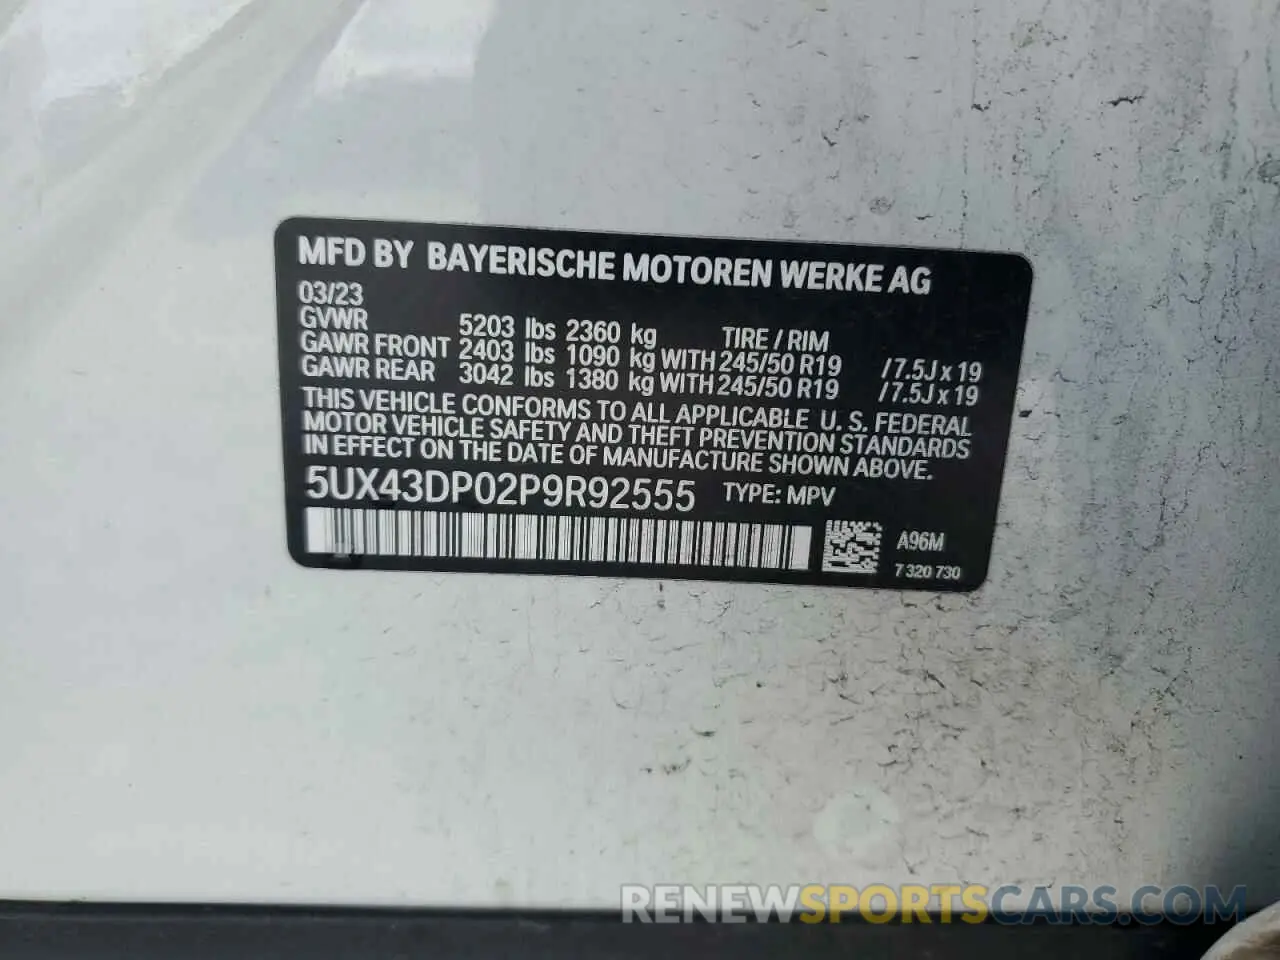 MFD BY BAYERISCHE MOTOREN WERKE AG
03/23
GVWR 5203 lbs 2360 kg TIRE / RIM
GAWR FRONT 2403 lbs 1090 kg WITH 245/50 R19 /7.5J x 19
GAWR REAR 3042 lbs 1380 kg WITH 245/50 R19 /7.5J x 19
THIS VEHICLE CONFORMS TO ALL APPLICABLE U. S. FEDERAL
MOTOR VEHICLE SAFETY AND THEFT PREVENTION STANDARDS
IN EFFECT ON THE DATE OF MANUFACTURE SHOWN ABOVE.
5UX43DP02P9R92555 TYPE: MPV
A96M
7 320 730
RENEWSPORTSCARS.COM